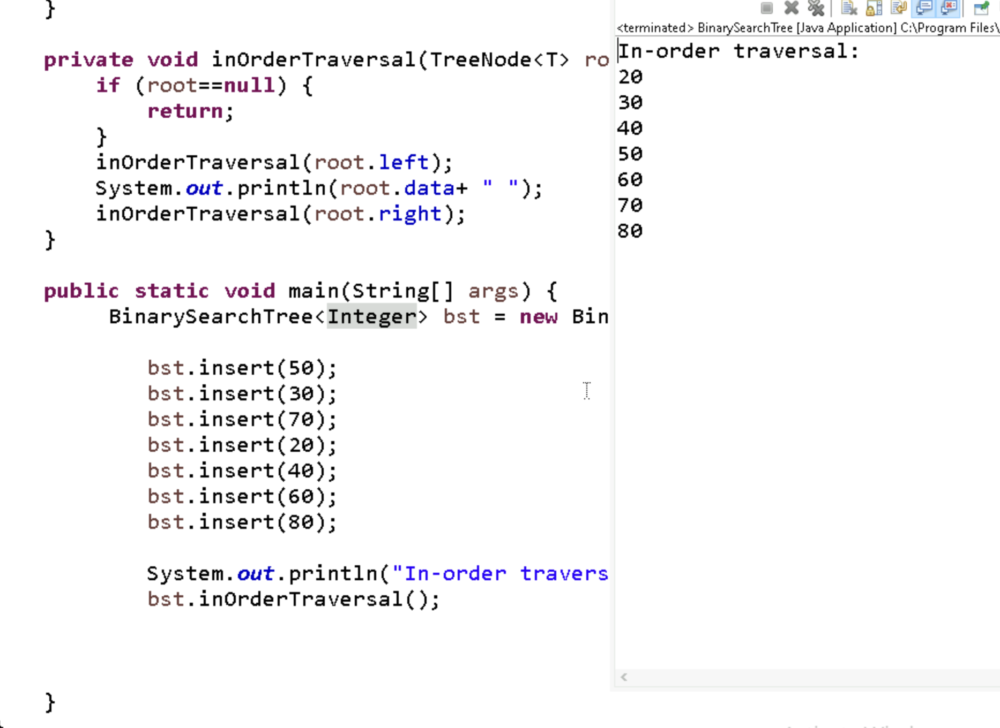 }
private void inOrderTraversal(TreeNode<T> ro
if (root==null) {
return;
}
inOrderTraversal(root.left);
System.out.println(root.data+ " ");
inOrderTraversal(root.right);
}
public static void main(String[] args) {
BinarySearchTree<Integer> bst = new Bin
bst.insert(50);
bst.insert(30);
bst.insert(70);
bst.insert(20);
bst.insert(40);
bst.insert(60);
bst.insert(80);
System.out.println("In-order travers
bst.inOrderTraversal();
}
<terminated> BinarySearchTree [Java Application] C:\Program Files\
In-order traversal:
20
30
40
50
60
70
80